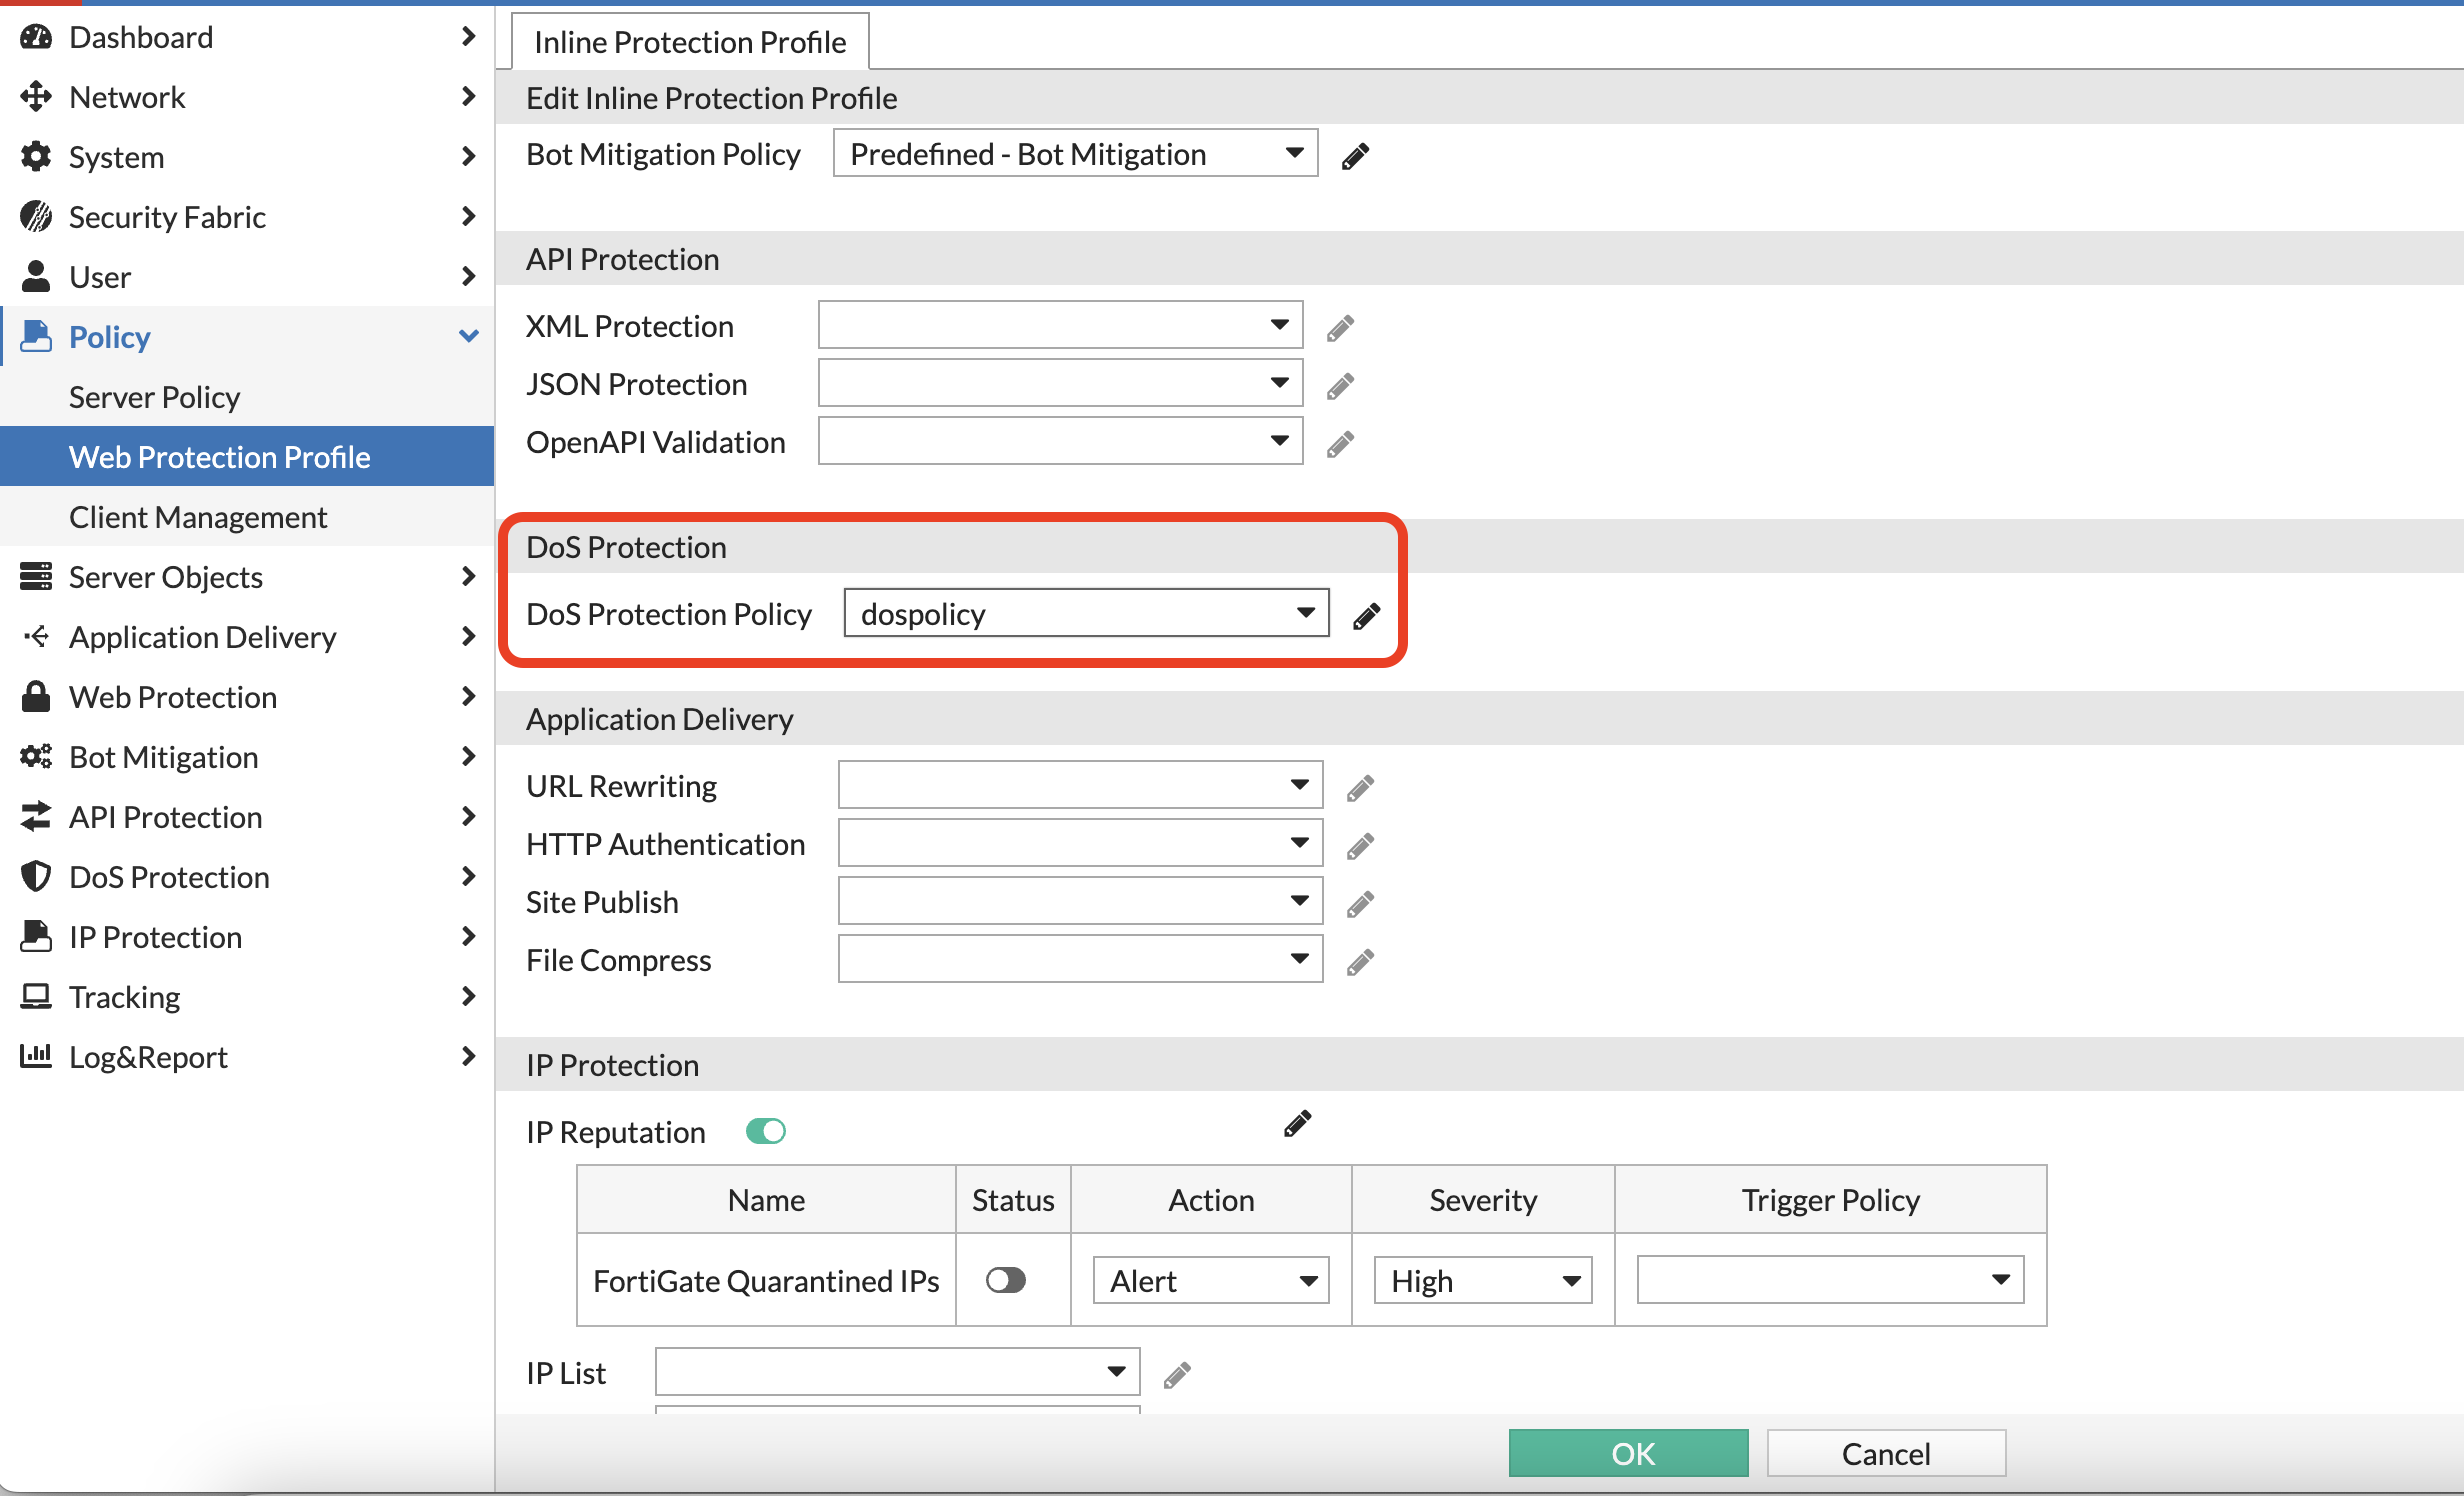 Dashboard
Network
System
Security Fabric
User
Policy
Server Policy
Web Protection Profile
Client Management
Server Objects
Application Delivery
Web Protection
Bot Mitigation
API Protection
DoS Protection
IP Protection
Tracking
Log&Report
Inline Protection Profile
Edit Inline Protection Profile
Bot Mitigation Policy Predefined - Bot Mitigation
API Protection
XML Protection
JSON Protection
OpenAPI Validation
DoS Protection
DoS Protection Policy dospolicy
Application Delivery
URL Rewriting
HTTP Authentication
Site Publish
File Compress
IP Protection
IP Reputation
Name Status Action Severity Trigger Policy
FortiGate Quarantined IPs Alert High
IP List
OK Cancel